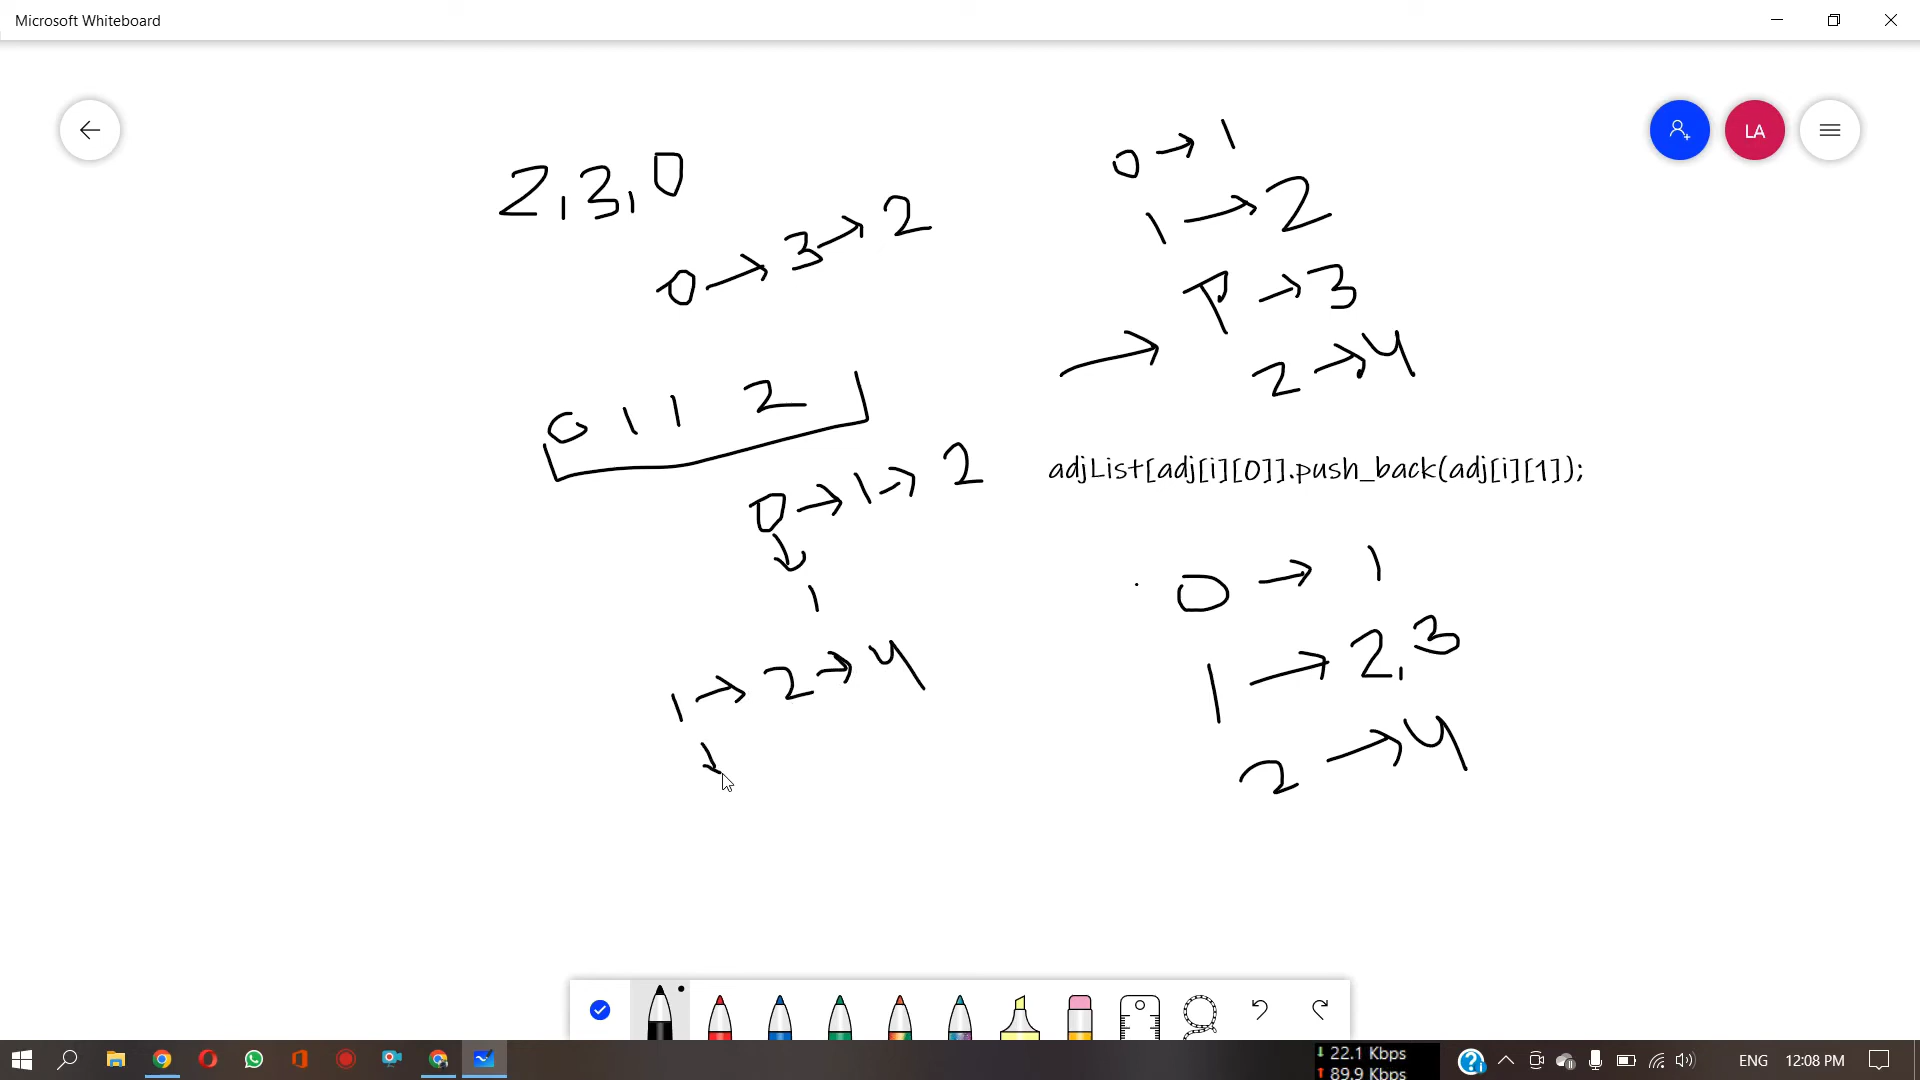 Microsoft Whiteboard
LA
2,3,0
0 → 3 → 2
0 1 1 2
0 → 1 → 2
↓
1
1 → 2 → 4
↓
0 → 1
1 → 2
→ 3
→ 2 → 4
adjList[adj[i][0]].push_back(adj[i][1]);
0 → 1
1 → 2,3
2 → 4
↓ 22.1 Kbps
↑ 89.9 Kbps
ENG 12:08 PM